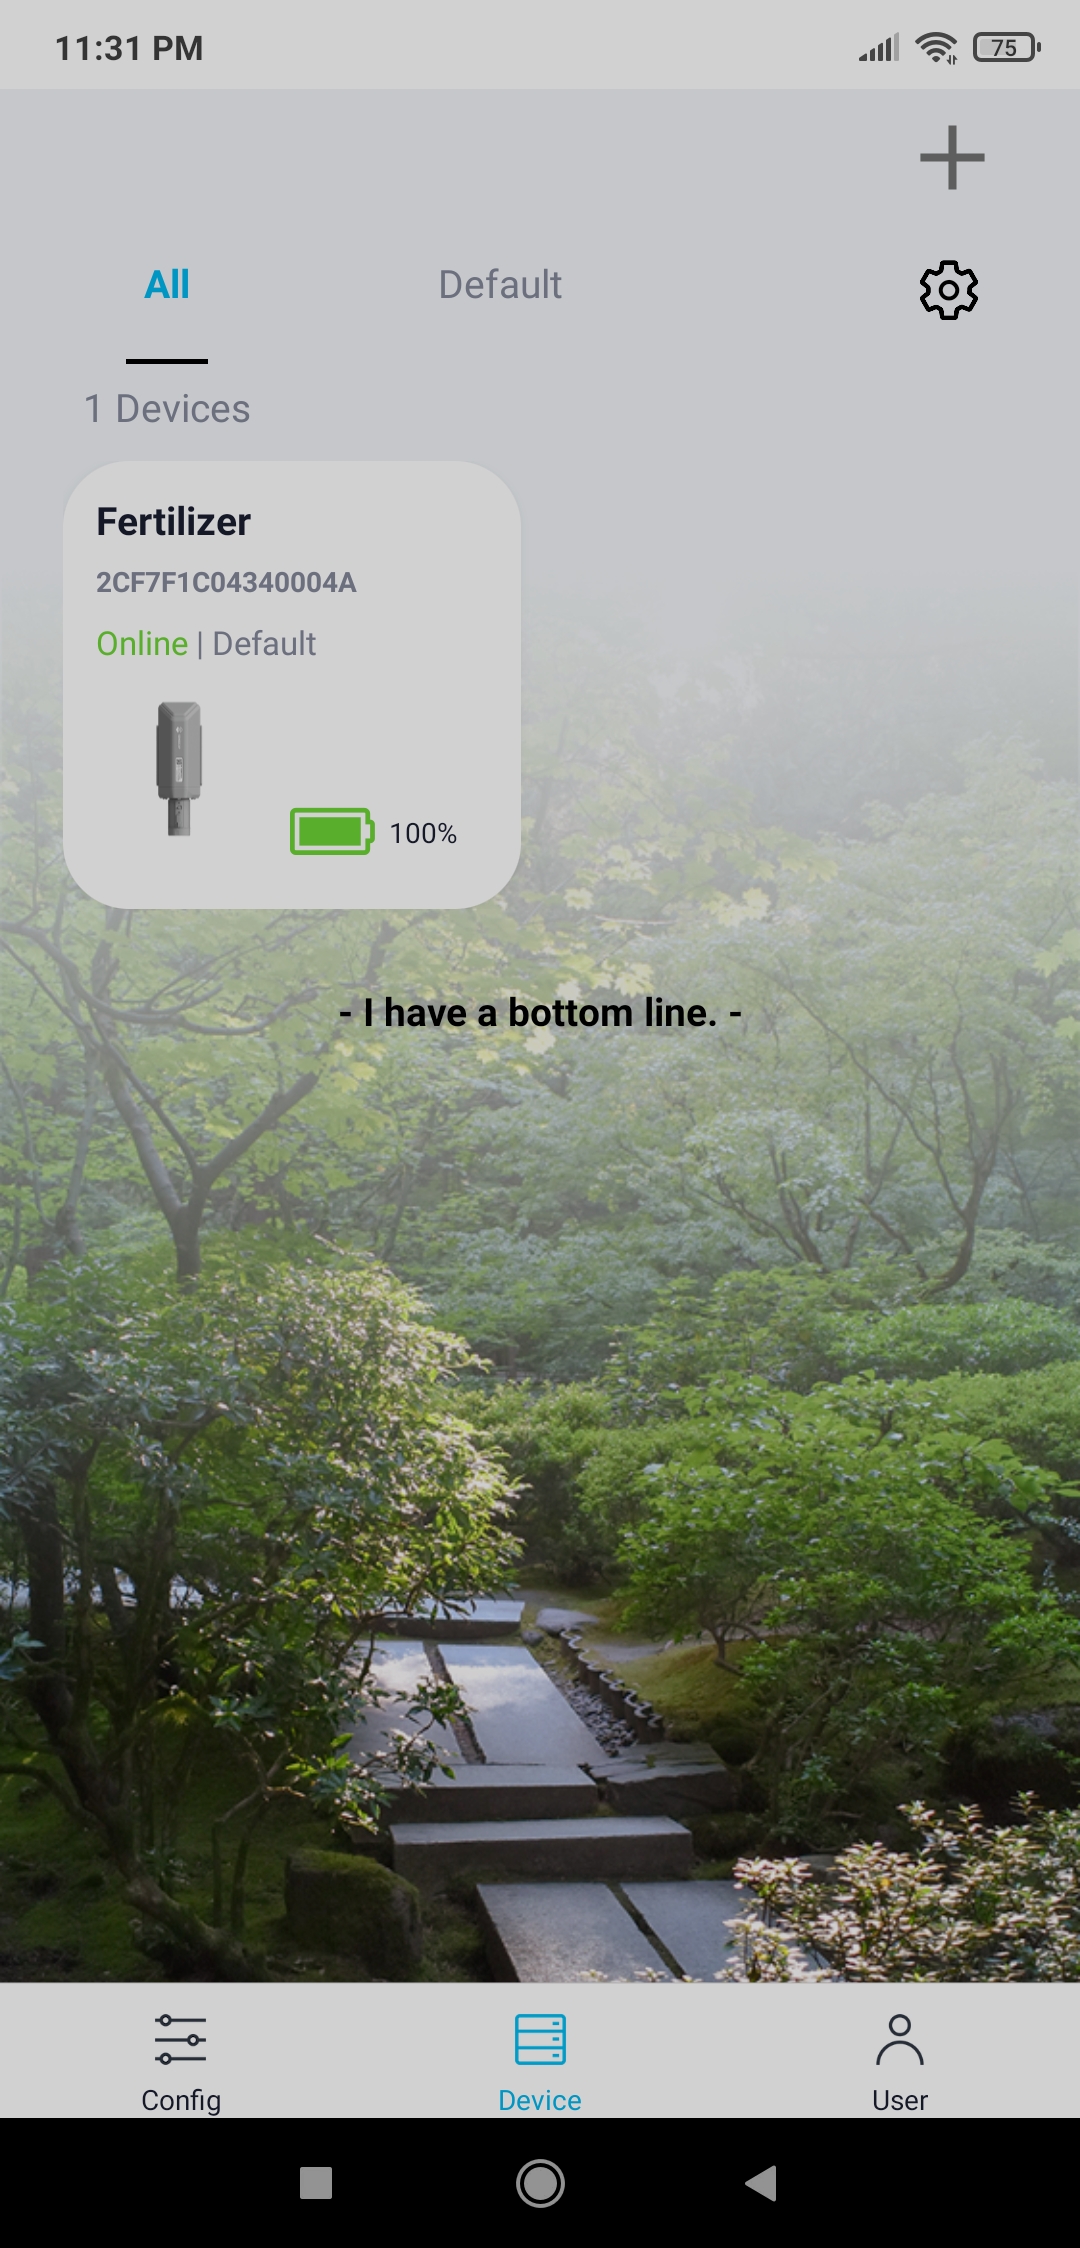 11:31 PM
75
All
Default
1 Devices
Fertilizer
2CF7F1C04340004A
Online | Default
100%
- I have a bottom line. -
Config
Device
User